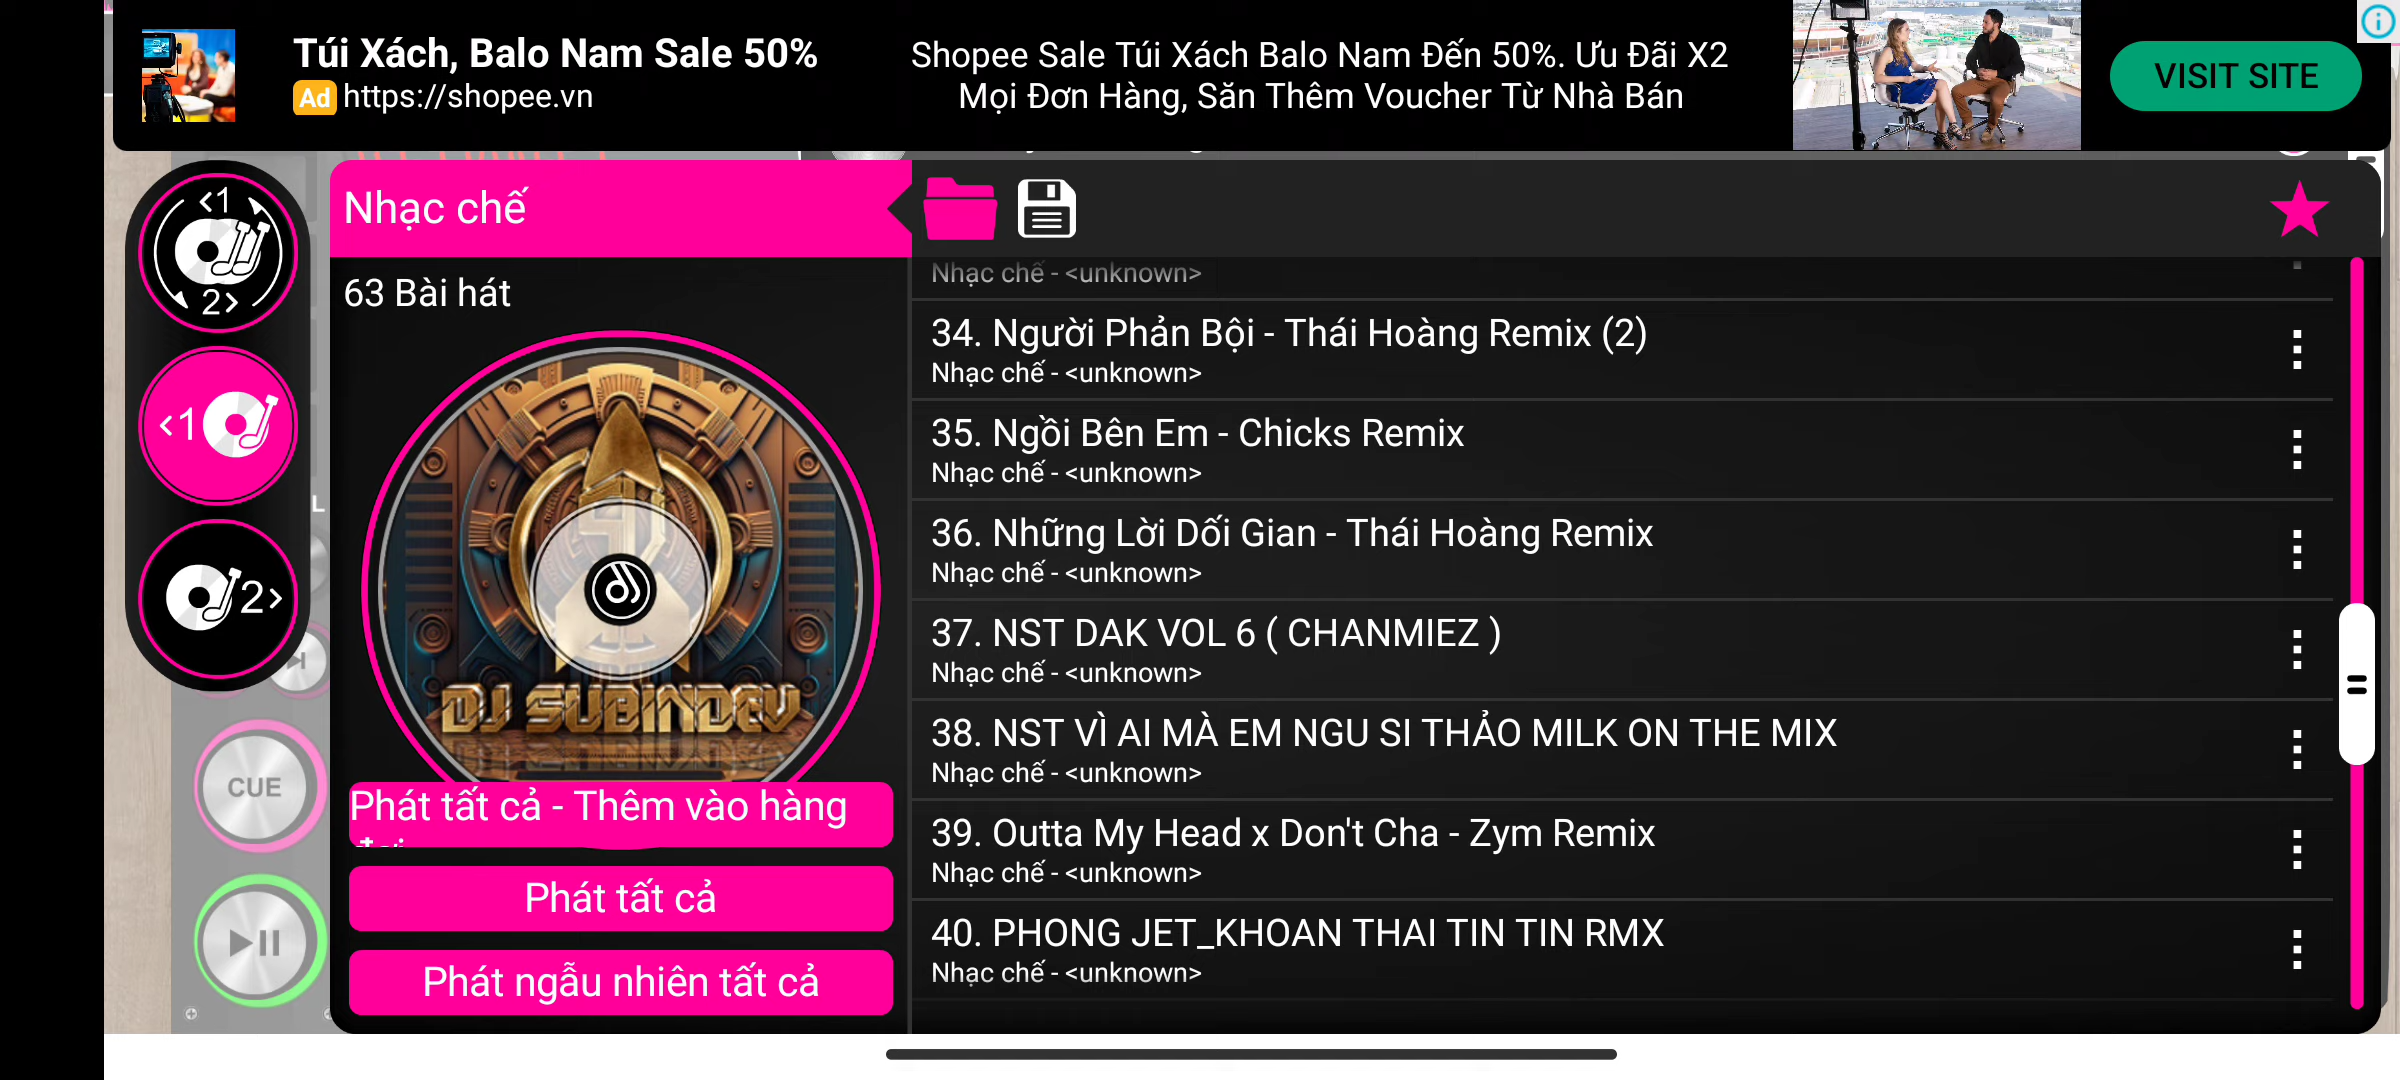 Túi Xách, Balo Nam Sale 50%
Ad https://shopee.vn
Shopee Sale Túi Xách Balo Nam Đến 50%. Ưu Đãi X2
Mọi Đơn Hàng, Săn Thêm Voucher Từ Nhà Bán
VISIT SITE
<1
2>
<1
2>
L
CUE
Nhạc chế
63 Bài hát
DJ SUBINDEV
Phát tất cả - Thêm vào hàng
Phát tất cả
Phát ngẫu nhiên tất cả
Nhạc chế - <unknown>
34. Người Phản Bội - Thái Hoàng Remix (2)
Nhạc chế - <unknown>
35. Ngồi Bên Em - Chicks Remix
Nhạc chế - <unknown>
36. Những Lời Dối Gian - Thái Hoàng Remix
Nhạc chế - <unknown>
37. NST DAK VOL 6 ( CHANMIEZ )
Nhạc chế - <unknown>
38. NST VÌ AI MÀ EM NGU SI THẢO MILK ON THE MIX
Nhạc chế - <unknown>
39. Outta My Head x Don't Cha - Zym Remix
Nhạc chế - <unknown>
40. PHONG JET_KHOAN THAI TIN TIN RMX
Nhạc chế - <unknown>